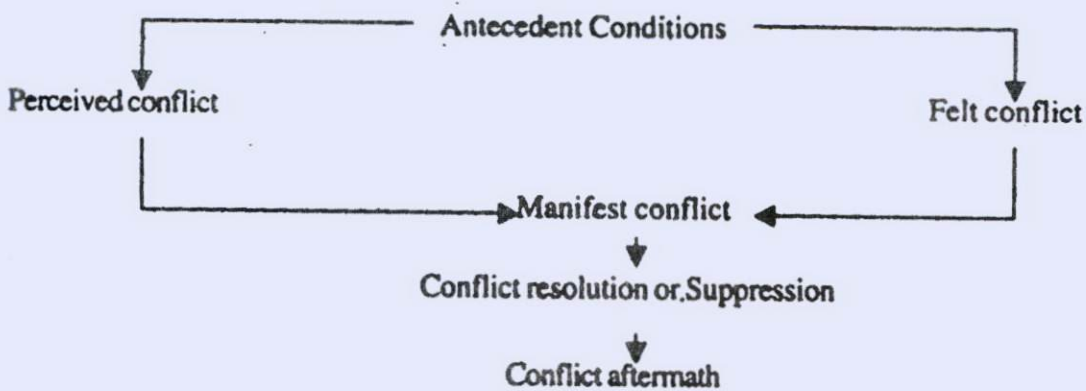 Antecedent Conditions
Perceived conflict
Felt conflict
Manifest conflict
Conflict resolution or.Suppression
Conflict aftermath